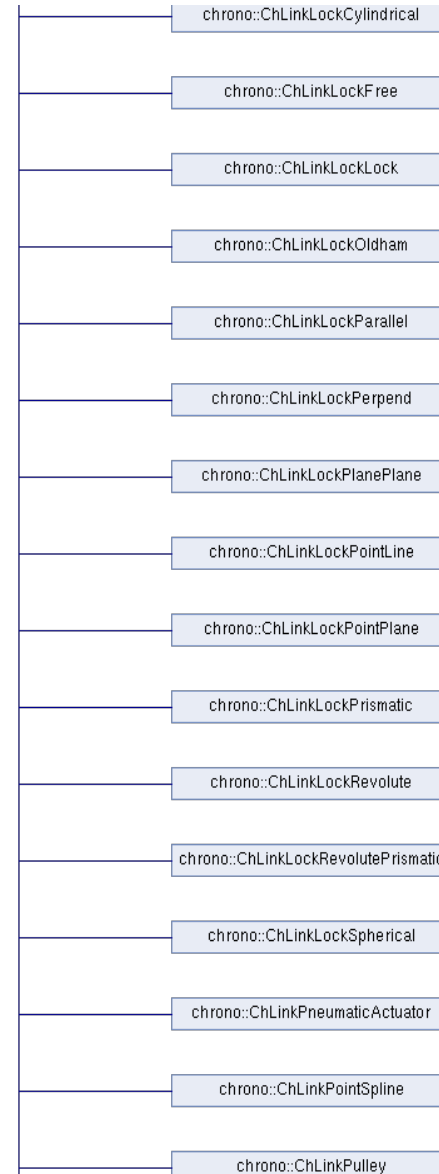 chrono::ChLinkLockCylindrical
chrono::ChLinkLockFree
chrono::ChLinkLockLock
chrono::ChLinkLockOldham
chrono::ChLinkLockParallel
chrono::ChLinkLockPerpend
chrono::ChLinkLockPlanePlane
chrono::ChLinkLockPointLine
chrono::ChLinkLockPointPlane
chrono::ChLinkLockPrismatic
chrono::ChLinkLockRevolute
chrono::ChLinkLockRevolutePrismatic
chrono::ChLinkLockSpherical
chrono::ChLinkPneumaticActuator
chrono::ChLinkPointSpline
chrono::ChLinkPulley